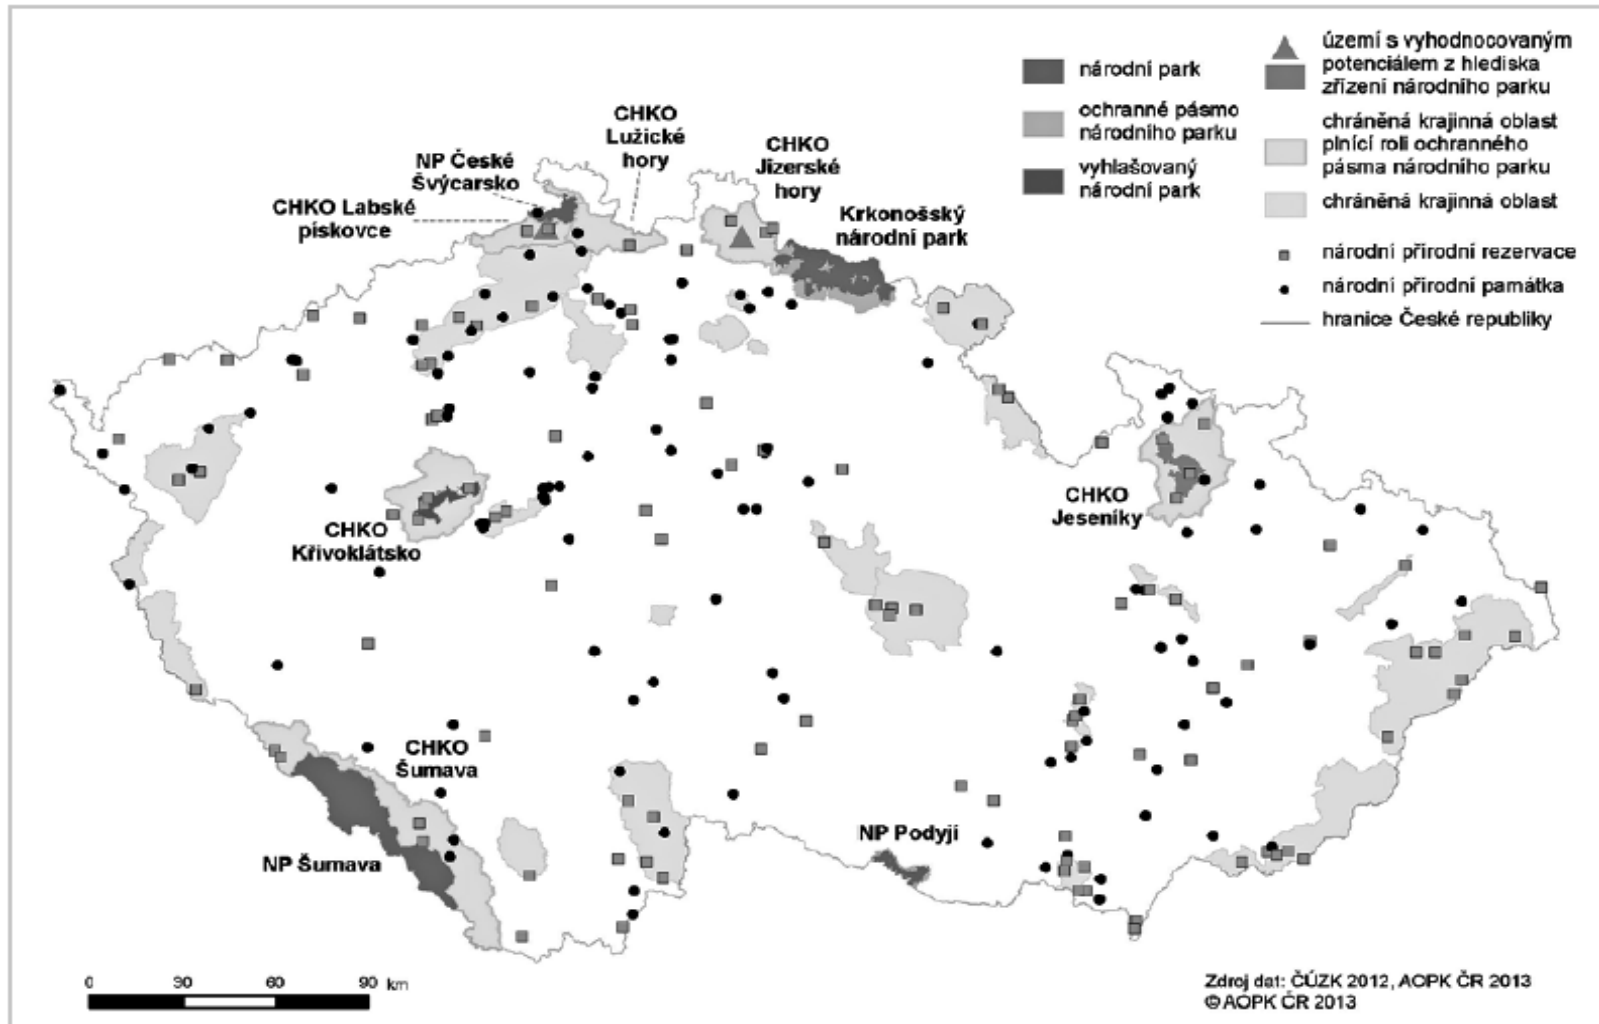 CHKO
Lužické
hory
NP České
Švýcarsko
CHKO
Jizerské
hory
CHKO Labské
pískovce
Krkonošský
národní park
národní park
ochranné pásmo
národního parku
vyhlašovaný
národní park
území s vyhodnocovaným
potenciálem z hlediska
zřízení národního parku
chráněná krajinná oblast
plnící roli ochranného
pásma národního parku
chráněná krajinná oblast
národní přírodní rezervace
národní přírodní památka
hranice České republiky
CHKO
Křivoklátsko
CHKO
Jeseníky
CHKO
Šumava
NP Šumava
NP Podyjí
0 30 60 90 km
Zdroj dat: ČÚZK 2012, AOPK ČR 2013
© AOPK ČR 2013